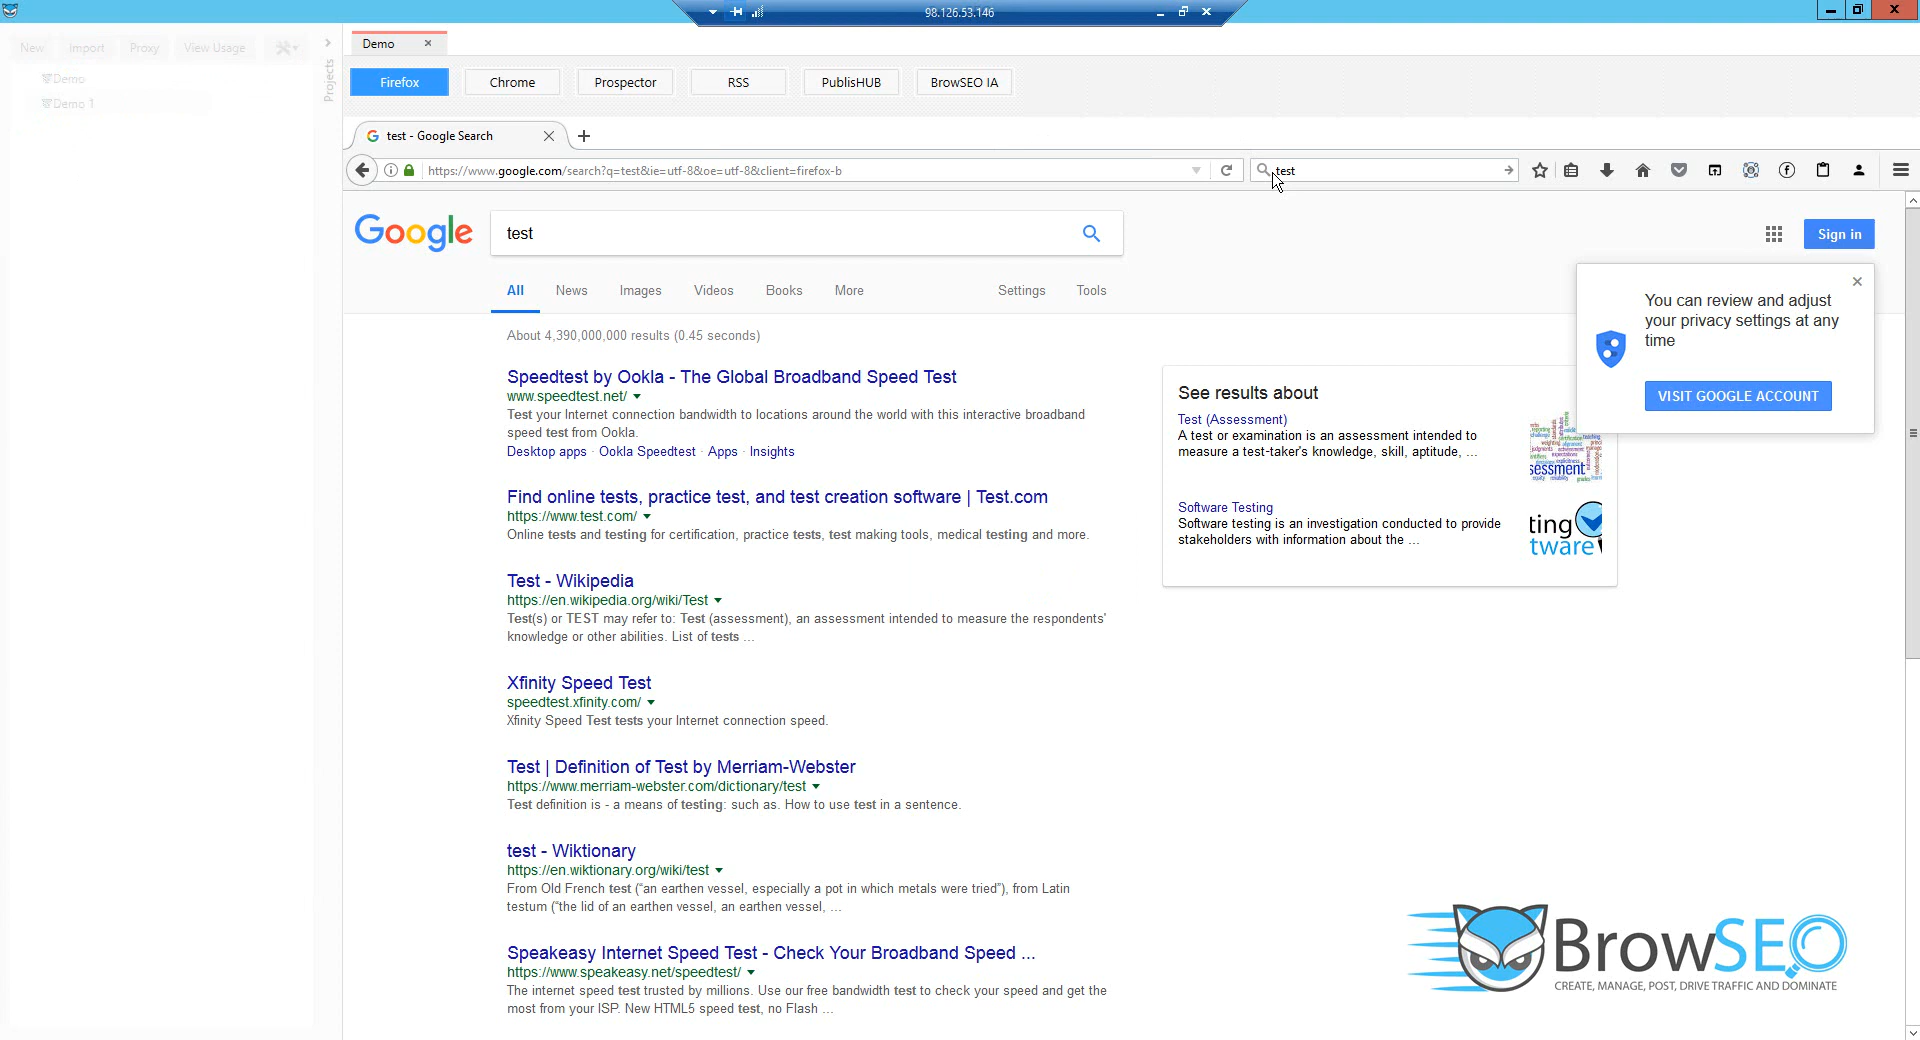 98.126.53.146
New Import Proxy View Usage
Projects
Demo
Demo 1
Demo
Firefox Chrome Prospector RSS PublisHUB BrowSEO IA
test - Google Search
https://www.google.com/search?q=test&ie=utf-8&oe=utf-8&client=firefox-b
test
Google
test
Sign in
All News Images Videos Books More Settings Tools
You can review and adjust
your privacy settings at any
time
VISIT GOOGLE ACCOUNT
About 4,390,000,000 results (0.45 seconds)
Speedtest by Ookla - The Global Broadband Speed Test
www.speedtest.net/
Test your Internet connection bandwidth to locations around the world with this interactive broadband
speed test from Ookla.
Desktop apps · Ookla Speedtest · Apps · Insights
Find online tests, practice test, and test creation software | Test.com
https://www.test.com/
Online tests and testing for certification, practice tests, test making tools, medical testing and more.
Test - Wikipedia
https://en.wikipedia.org/wiki/Test
Test(s) or TEST may refer to: Test (assessment), an assessment intended to measure the respondents'
knowledge or other abilities. List of tests ...
Xfinity Speed Test
speedtest.xfinity.com/
Xfinity Speed Test tests your Internet connection speed.
Test | Definition of Test by Merriam-Webster
https://www.merriam-webster.com/dictionary/test
Test definition is - a means of testing: such as. How to use test in a sentence.
test - Wiktionary
https://en.wiktionary.org/wiki/test
From Old French test (“an earthen vessel, especially a pot in which metals were tried”), from Latin
testum (“the lid of an earthen vessel, an earthen vessel, ...
Speakeasy Internet Speed Test - Check Your Broadband Speed ...
https://www.speakeasy.net/speedtest/
The internet speed test trusted by millions. Use our free bandwidth test to check your speed and get the
most from your ISP. New HTML5 speed test, no Flash ...
See results about
Test (Assessment)
A test or examination is an assessment intended to
measure a test-taker's knowledge, skill, aptitude, ...
sessment
Software Testing
Software testing is an investigation conducted to provide
stakeholders with information about the ...
ting
tware
BrowSEO
CREATE, MANAGE, POST, DRIVE TRAFFIC AND DOMINATE